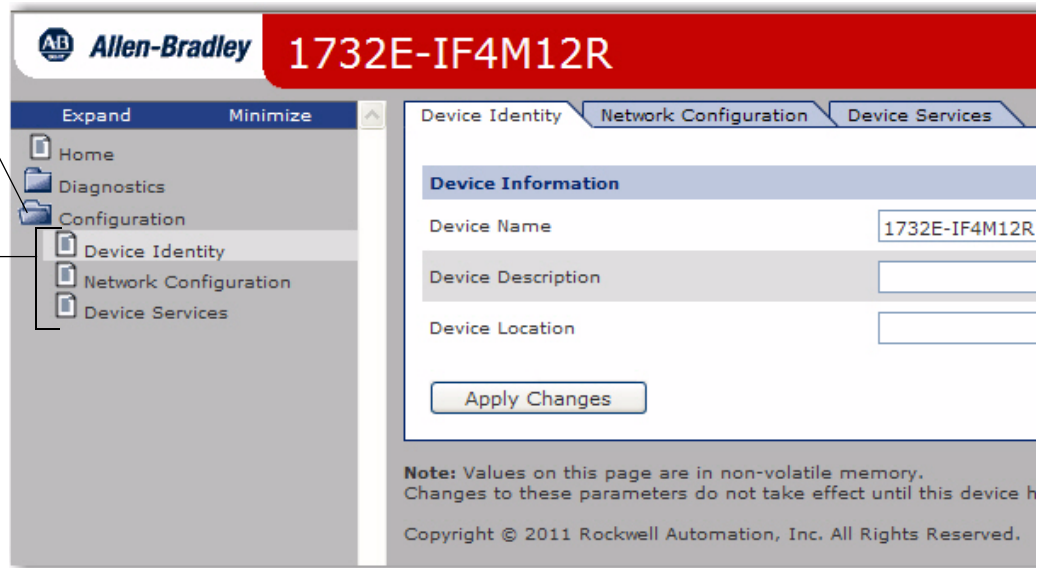 AB Allen-Bradley
1732E-IF4M12R
Expand Minimize
Home
Diagnostics
Configuration
Device Identity
Network Configuration
Device Services
Device Identity Network Configuration Device Services
Device Information
Device Name 1732E-IF4M12R
Device Description
Device Location
Apply Changes
Note: Values on this page are in non-volatile memory.
Changes to these parameters do not take effect until this device h
Copyright © 2011 Rockwell Automation, Inc. All Rights Reserved.